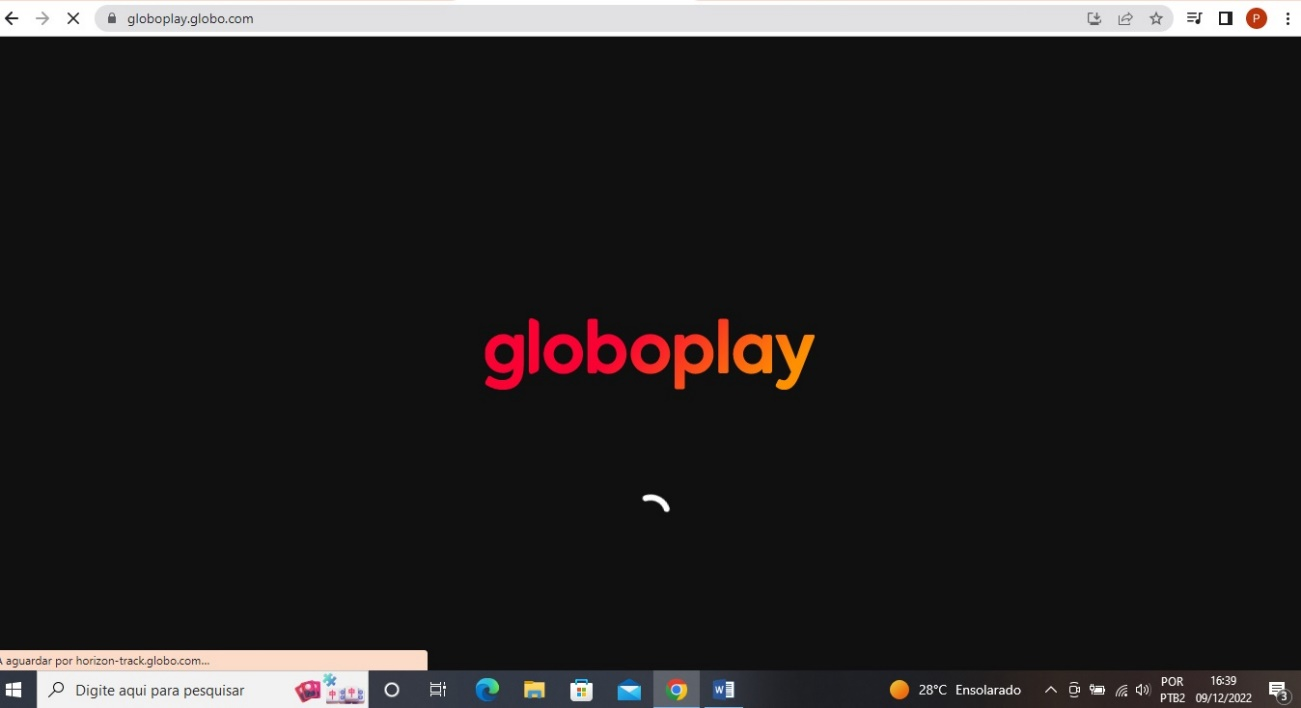 globoplay.globo.com
P
globoplay
A aguardar por horizon-track.globo.com...
Digite aqui para pesquisar
W
28°C Ensolarado
POR
PTB2
16:39
09/12/2022
3